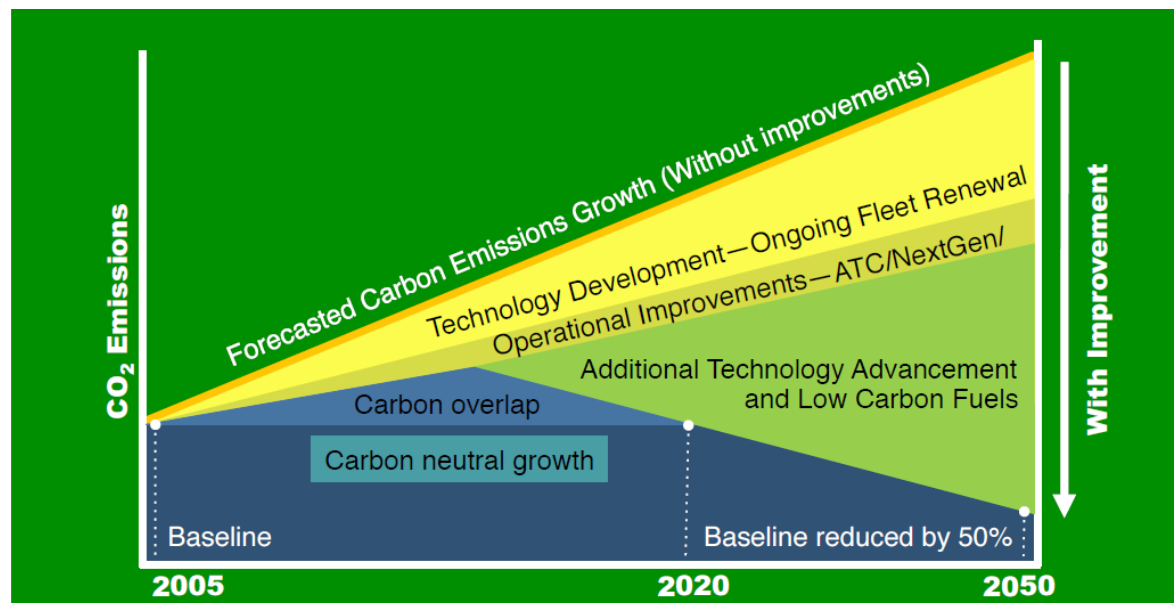 CO₂ Emissions
Forecasted Carbon Emissions Growth (Without improvements)
Technology Development—Ongoing Fleet Renewal
Operational Improvements—ATC/NextGen/
Additional Technology Advancement
and Low Carbon Fuels
Carbon overlap
Carbon neutral growth
Baseline
Baseline reduced by 50%
2005
2020
2050
With Improvement